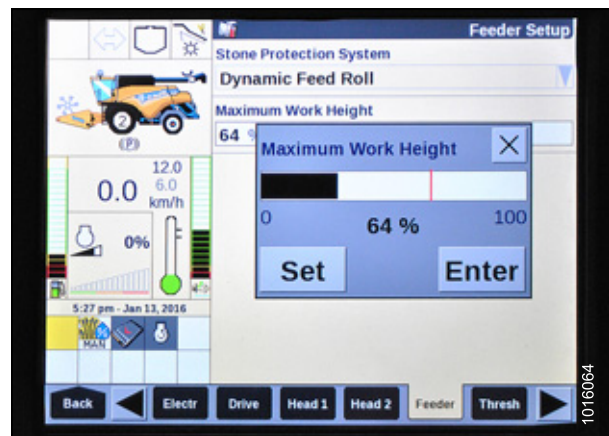 Feeder Setup
Stone Protection System
Dynamic Feed Roll
Maximum Work Height
64 %
Maximum Work Height
0
64 %
100
Set
Enter
2
(P)
12.0
0.0
6.0
km/h
0%
5:27 pm - Jan 13, 2016
MAN
Back
Electr
Drive
Head 1
Head 2
Feeder
Thresh
1016064